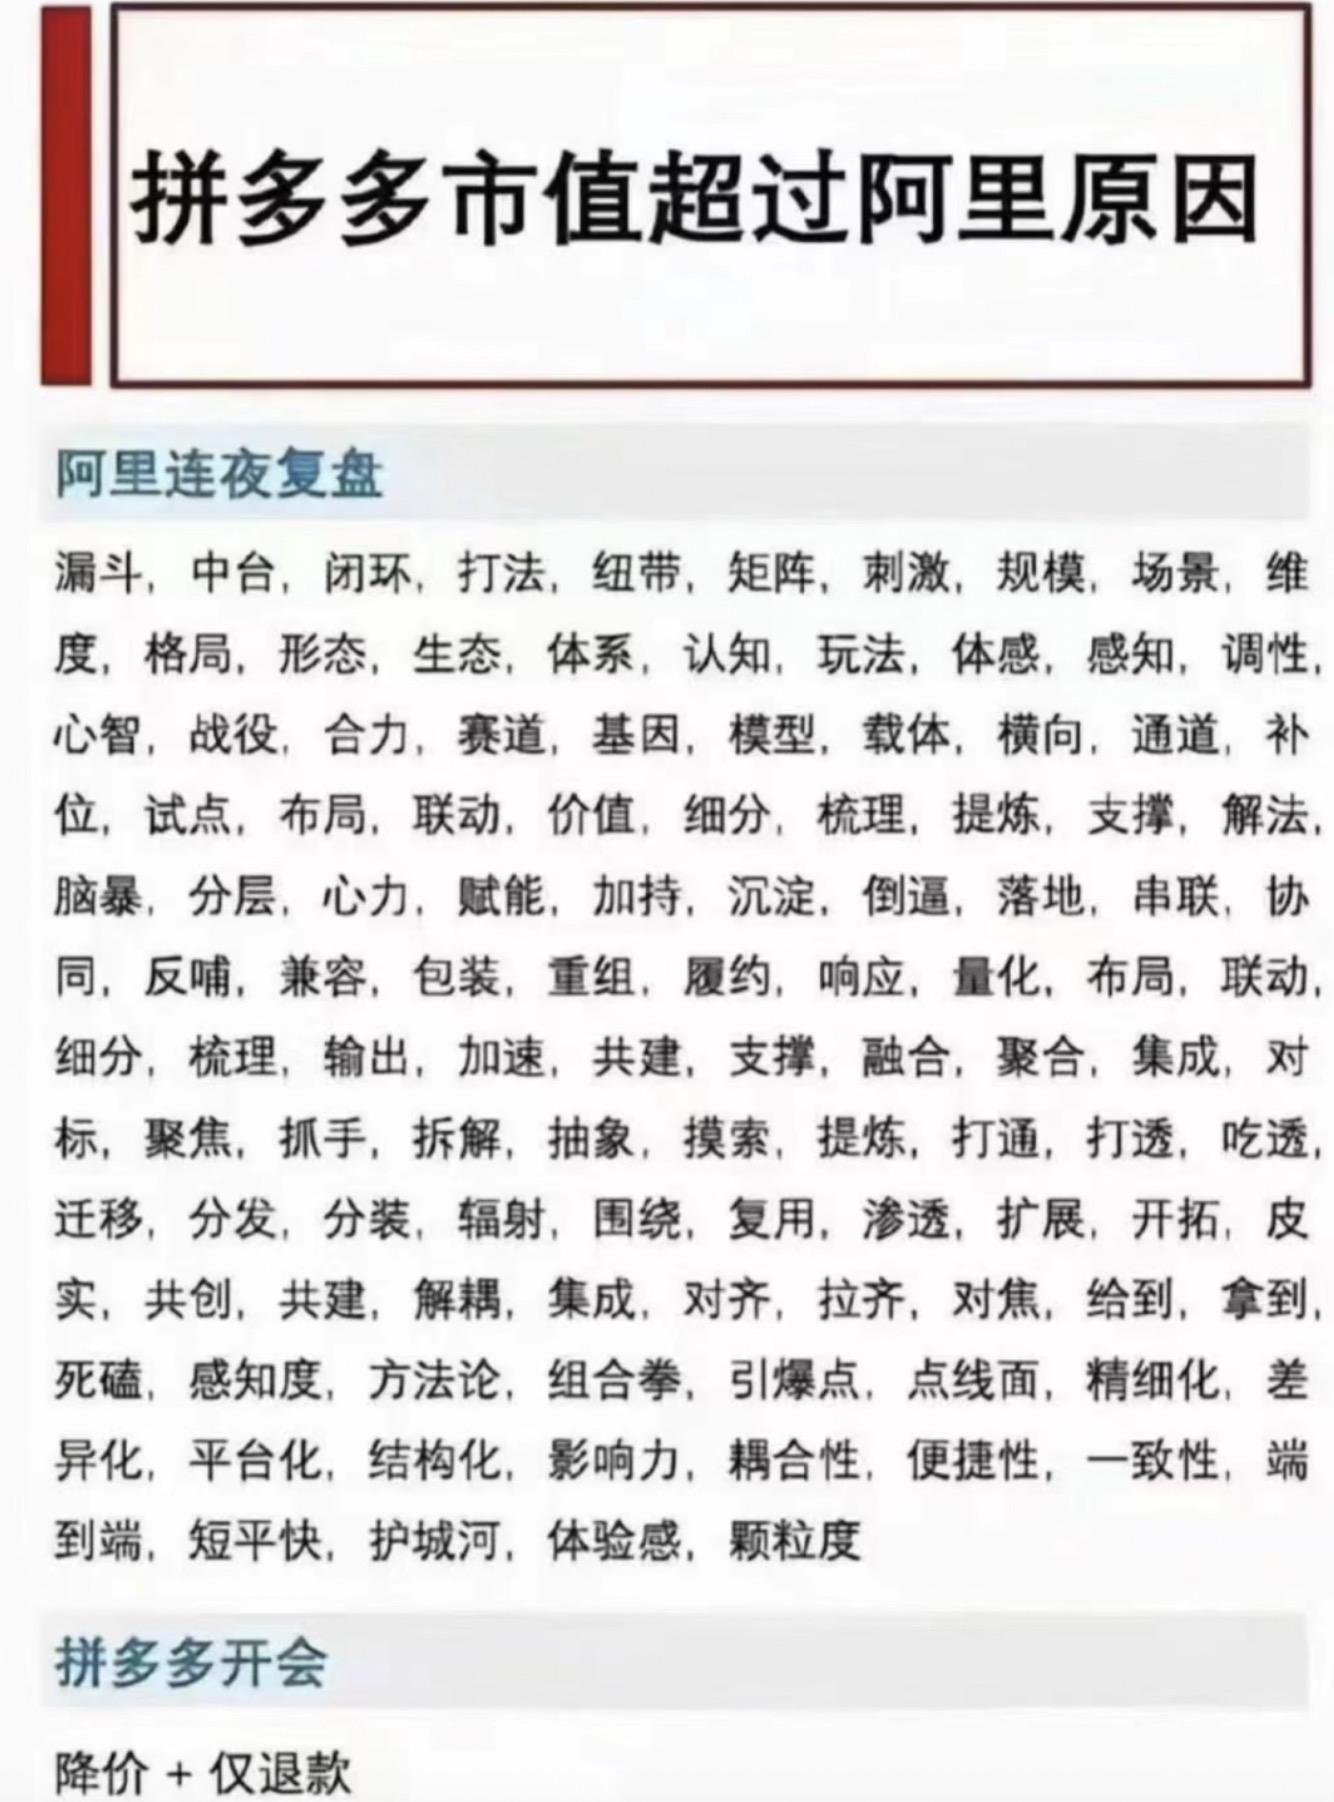 拼多多市值超过阿里原因
阿里连夜复盘
漏斗，中台，闭环，打法，纽带，矩阵，刺激，规模，场景，维
度，格局，形态，生态，体系，认知，玩法，体感，感知，调性，
心智，战役，合力，赛道，基因，模型，载体，横向，通道，补
位，试点，布局，联动，价值，细分，梳理，提炼，支撑，解法，
脑暴，分层，心力，赋能，加持，沉淀，倒逼，落地，串联，协
同，反哺，兼容，包装，重组，履约，响应，量化，布局，联动，
细分，梳理，输出，加速，共建，支撑，融合，聚合，集成，对
标，聚焦，抓手，拆解，抽象，摸索，提炼，打通，打透，吃透，
迁移，分发，分装，辐射，围绕，复用，渗透，扩展，开拓，皮
实，共创，共建，解耦，集成，对齐，拉齐，对焦，给到，拿到，
死磕，感知度，方法论，组合拳，引爆点，点线面，精细化，差
异化，平台化，结构化，影响力，耦合性，便捷性，一致性，端
到端，短平快，护城河，体验感，颗粒度
拼多多开会
降价 + 仅退款